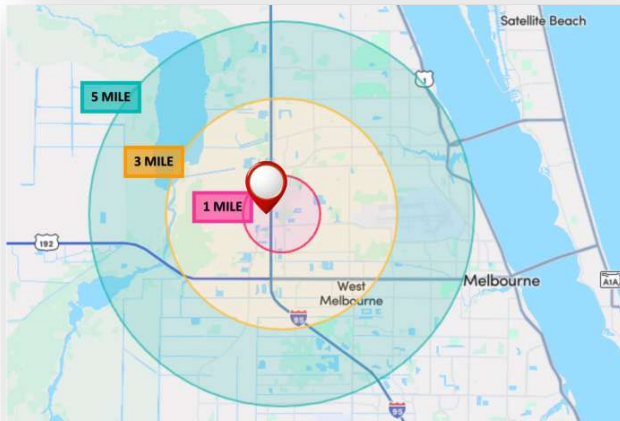 Satellite Beach
1
5 MILE
3 MILE
1 MILE
192
Melbourne
A1A
West
Melbourne
95
95